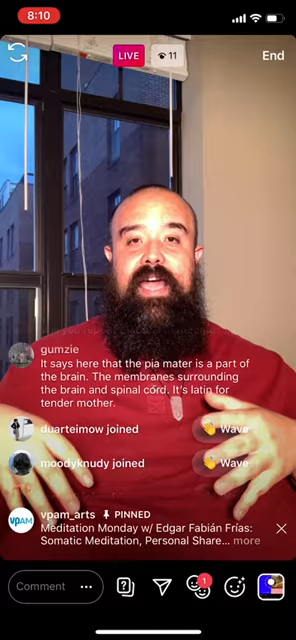 8:10
LIVE
11
End
gumzie
It says here that the pia mater is a part of
the brain. The membranes surrounding
the brain and spinal cord. It's latin for
tender mother.
duarteimow joined
Wave
moodyknudy joined
Wave
vpam_arts PINNED
Meditation Monday w/ Edgar Fabián Frías:
Somatic Meditation, Personal Share... more
VPAM
Comment
1